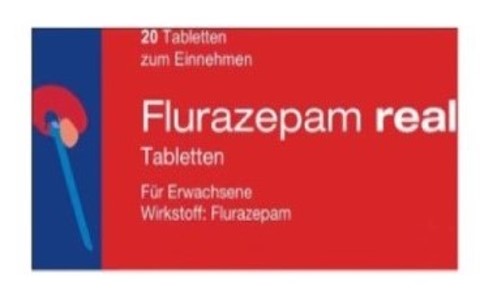 20 Tabletten
zum Einnehmen
Flurazepam real
Tabletten
Für Erwachsene
Wirkstoff: Flurazepam